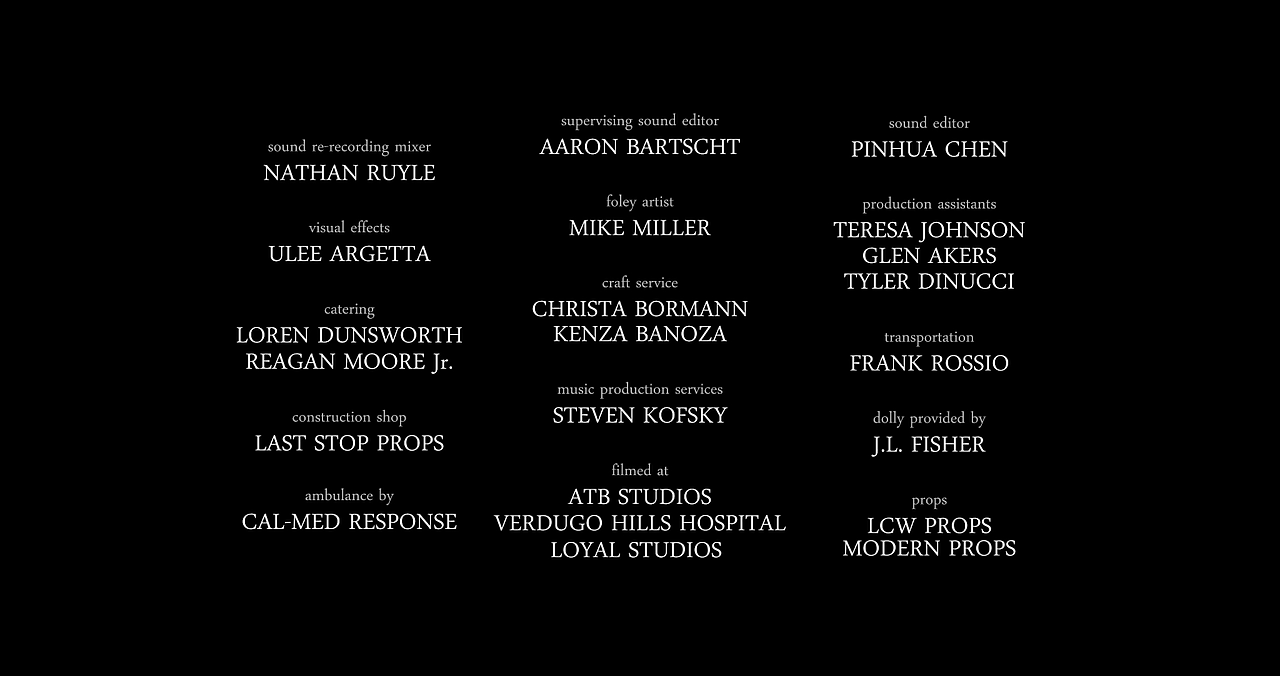 sound re-recording mixer
NATHAN RUYLE
visual effects
ULEE ARGETTA
catering
LOREN DUNSWORTH
REAGAN MOORE Jr.
construction shop
LAST STOP PROPS
ambulance by
CAL-MED RESPONSE
supervising sound editor
AARON BARTSCHT
foley artist
MIKE MILLER
craft service
CHRISTA BORMANN
KENZA BANOZA
music production services
STEVEN KOFSKY
filmed at
ATB STUDIOS
VERDUGO HILLS HOSPITAL
LOYAL STUDIOS
sound editor
PINHUA CHEN
production assistants
TERESA JOHNSON
GLEN AKERS
TYLER DINUCCI
transportation
FRANK ROSSIO
dolly provided by
J.L. FISHER
props
LCW PROPS
MODERN PROPS